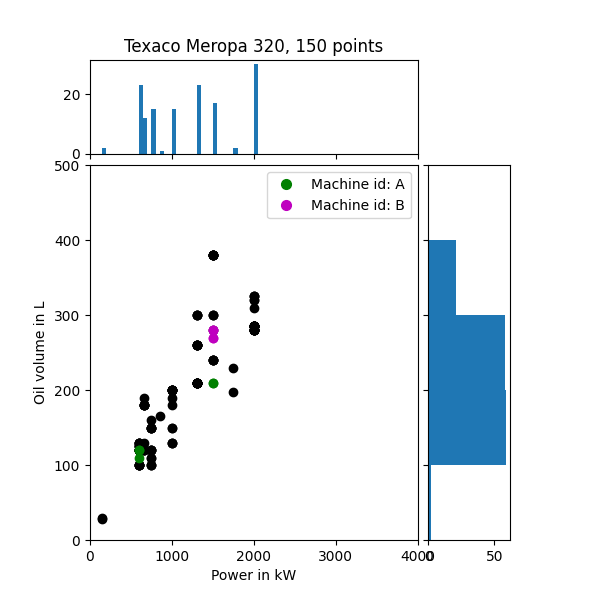 Texaco Meropa 320, 150 points
20
0
500
Machine id: A
Machine id: B
400
300
200
100
0
Oil volume in L
0 1000 2000 3000 4000 0 50
Power in kW